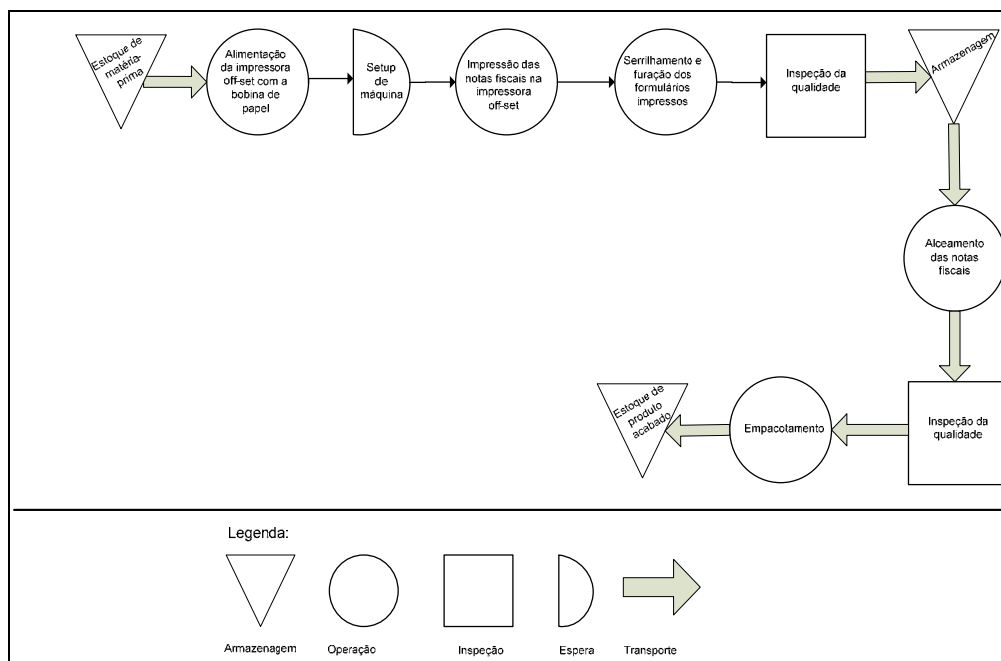 Estoque de
matéria-
prima
Alimentação
da impressora
off-set com a
bobina de
papel
Setup
de
máquina
Impressão das
notas fiscais na
impressora
off-set
Serrilhamento e
furação dos
formulários
impressos
Inspeção da
qualidade
Armazenagem
Alceamento
das notas
fiscais
Inspeção da
qualidade
Empacotamento
Estoque de
produto
acabado
Legenda:
Armazenagem
Operação
Inspeção
Espera
Transporte